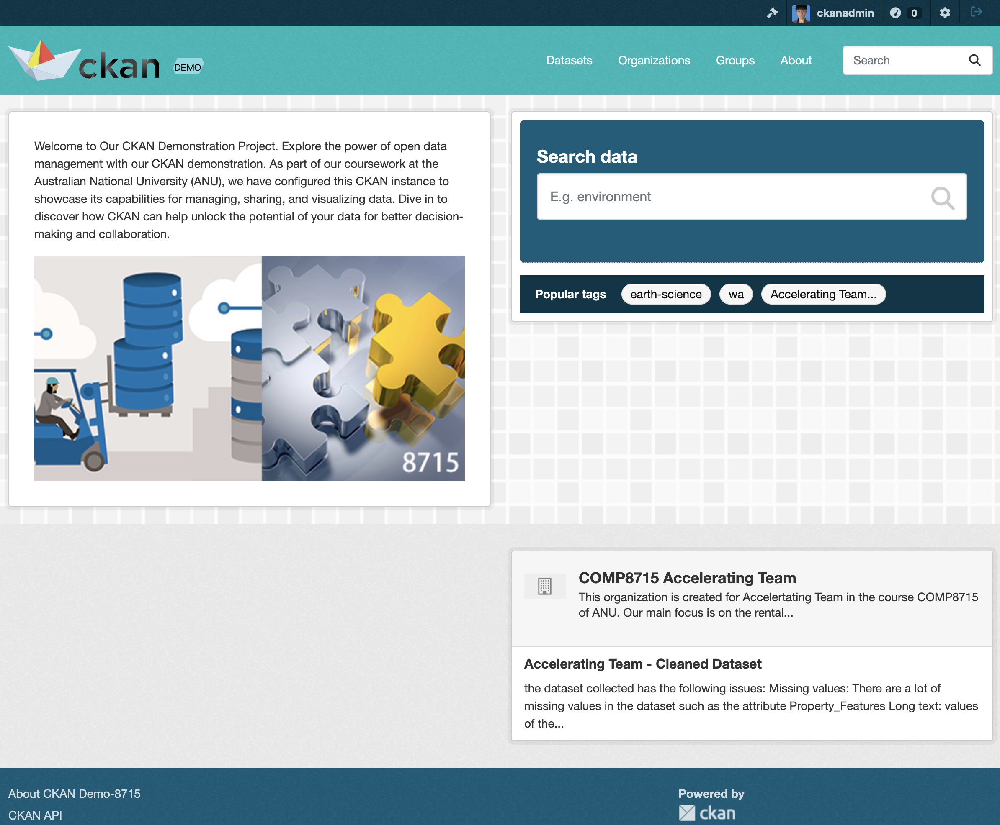 ckanadmin
0
ckan
DEMO
Datasets
Organizations
Groups
About
Search
Welcome to Our CKAN Demonstration Project. Explore the power of open data
management with our CKAN demonstration. As part of our coursework at the
Australian National University (ANU), we have configured this CKAN instance to
showcase its capabilities for managing, sharing, and visualizing data. Dive in to
discover how CKAN can help unlock the potential of your data for better decision-
making and collaboration.
8715
Search data
E.g. environment
Popular tags
earth-science
wa
Accelerating Team...
COMP8715 Accelerating Team
This organization is created for Accelertating Team in the course COMP8715
of ANU. Our main focus is on the rental...
Accelerating Team - Cleaned Dataset
the dataset collected has the following issues: Missing values: There are a lot of
missing values in the dataset such as the attribute Property_Features Long text: values
of the...
About CKAN Demo-8715
CKAN API
Powered by
ckan